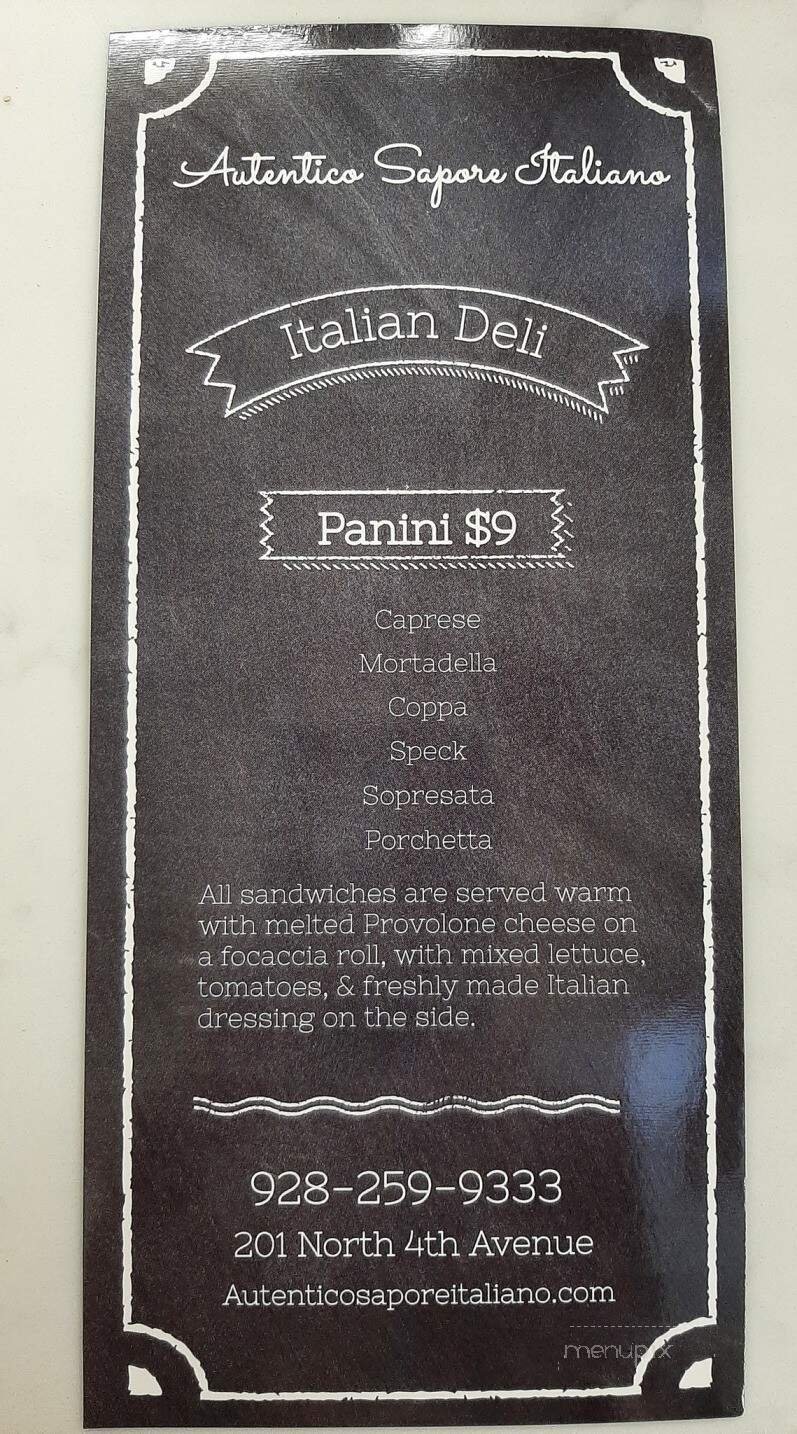 Autentico Sapore Italiano
Italian Deli
Panini $9
Caprese
Mortadella
Coppa
Speck
Sopresata
Porchetta
All sandwiches are served warm
with melted Provolone cheese on
a focaccia roll, with mixed lettuce,
tomatoes, & freshly made Italian
dressing on the side.
928-259-9333
201 North 4th Avenue
Autenticosaporeitaliano.com
menupix